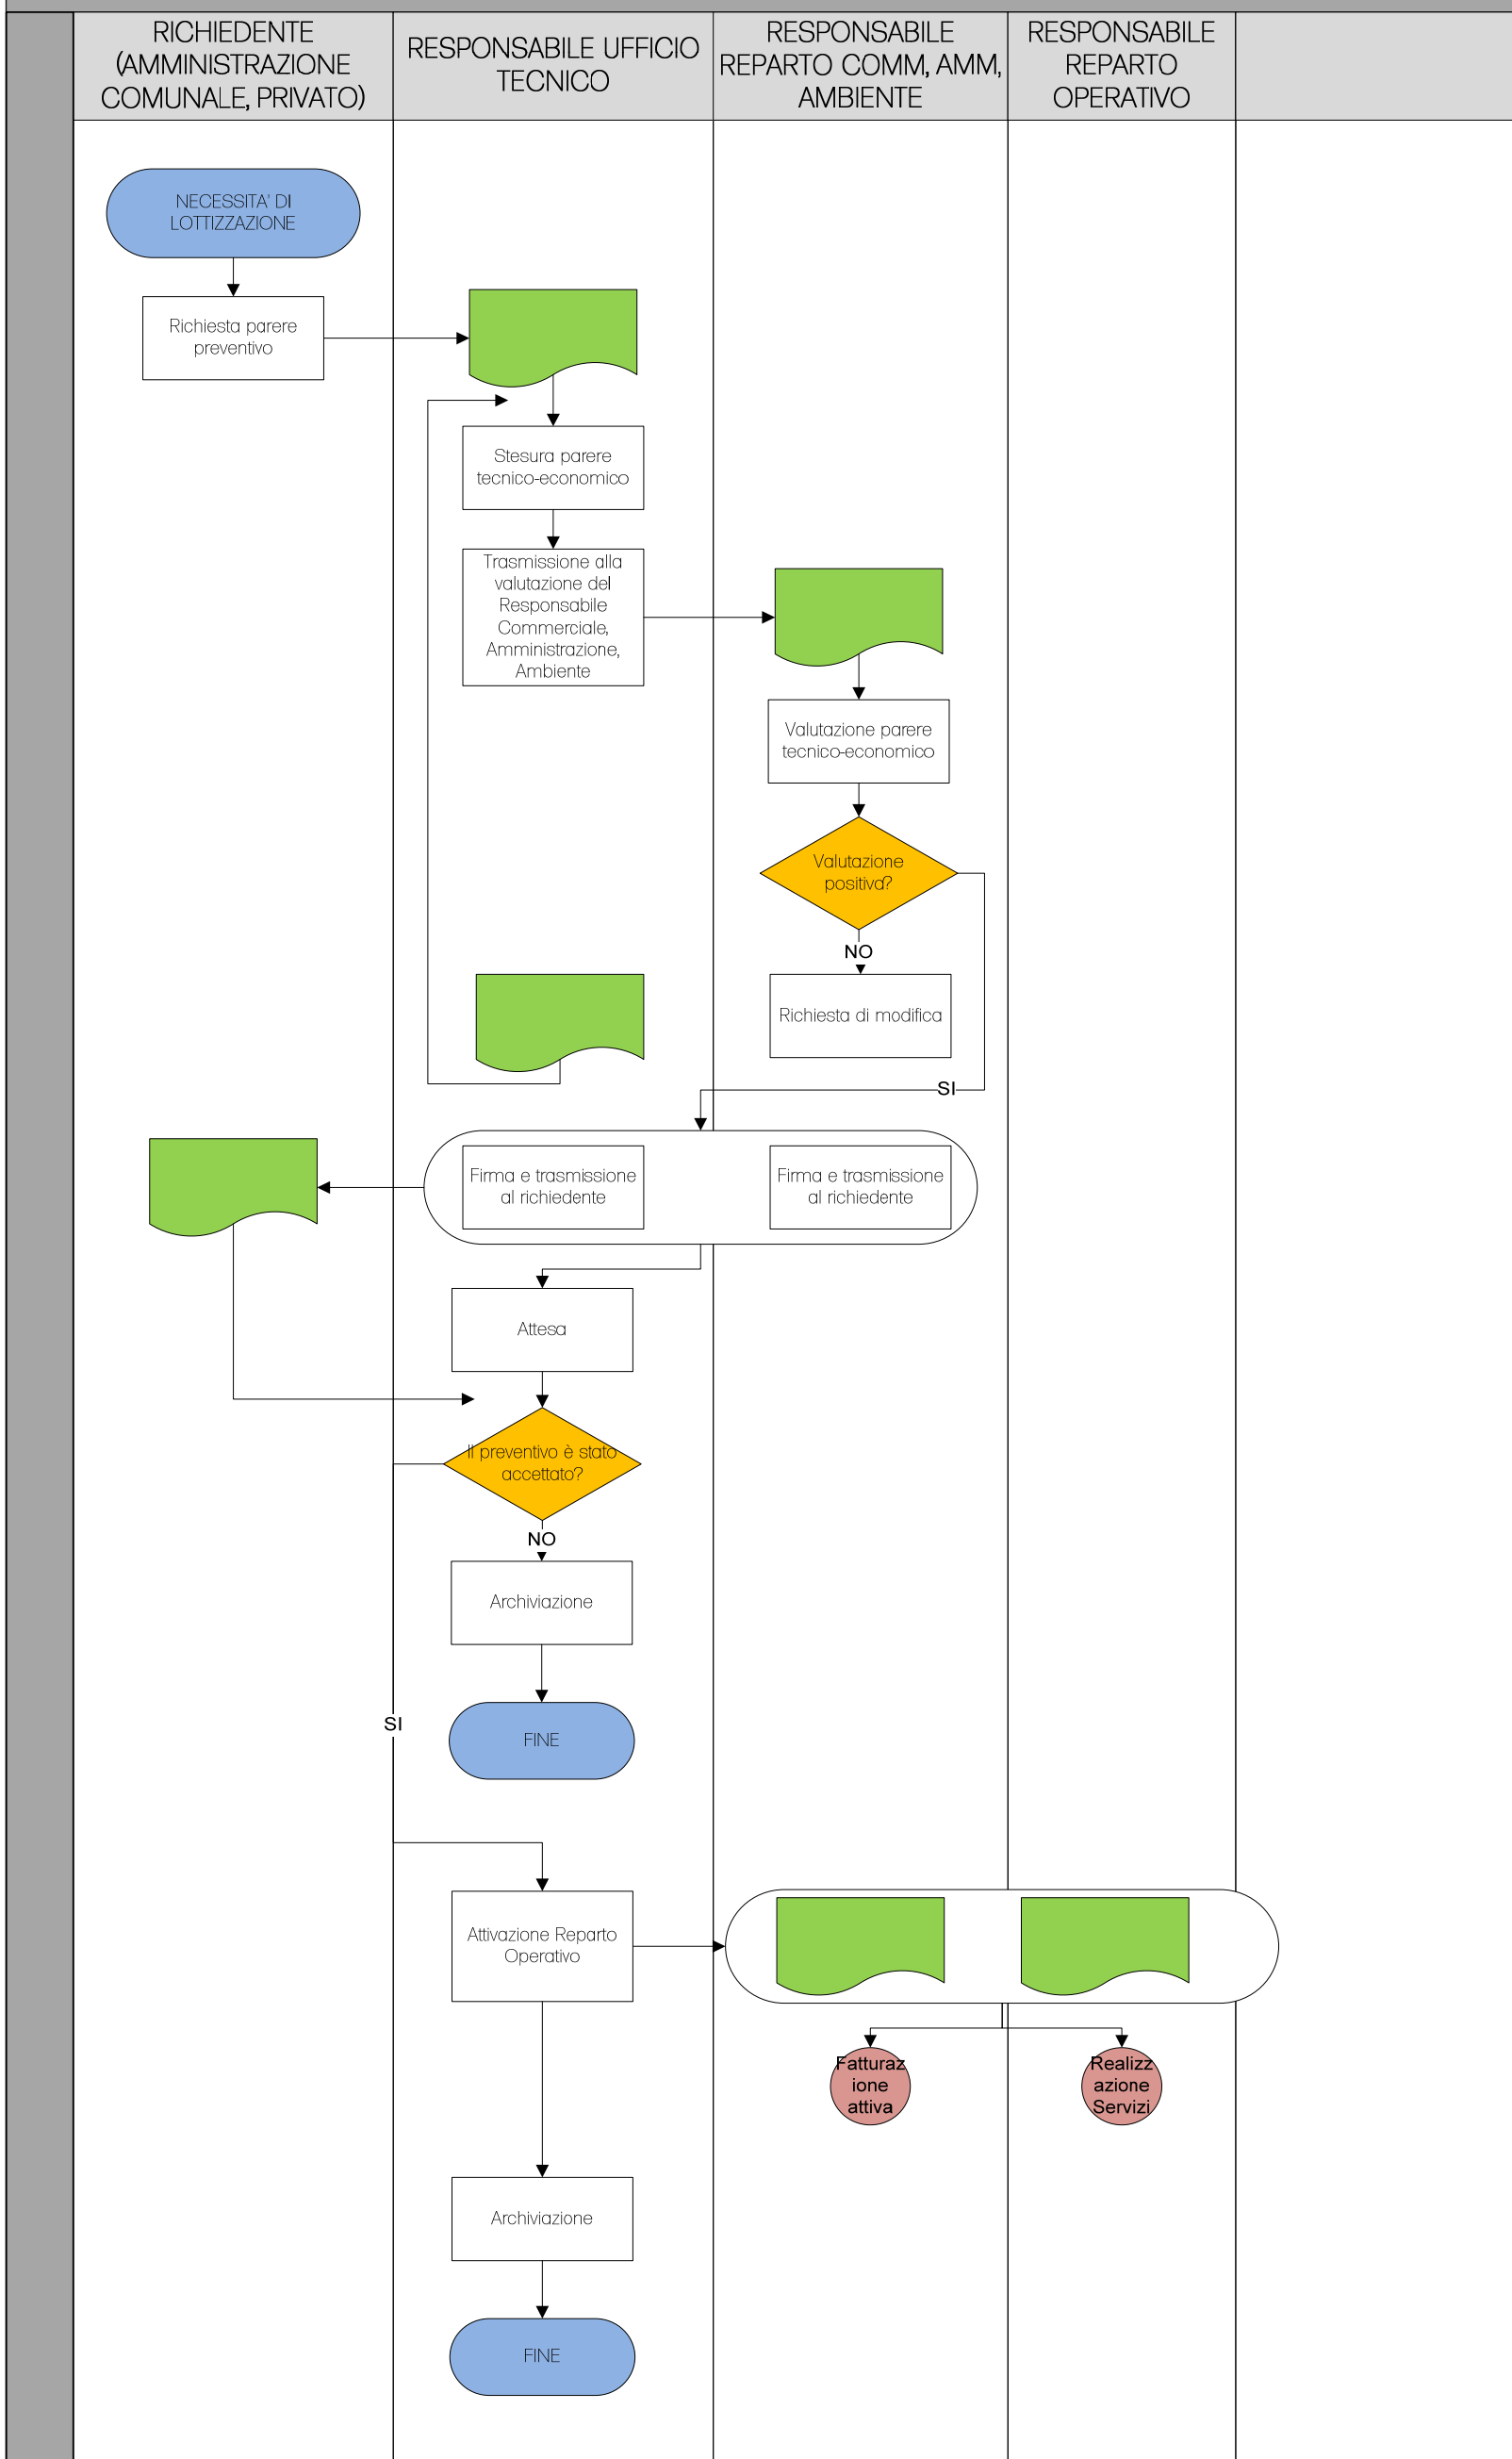 RICHIEDENTE
(AMMINISTRAZIONE
COMUNALE, PRIVATO)
RESPONSABILE UFFICIO
TECNICO
RESPONSABILE
REPARTO COMM, AMM,
AMBIENTE
RESPONSABILE
REPARTO
OPERATIVO
NECESSITA' DI
LOTTIZZAZIONE
Richiesta parere
preventivo
Stesura parere
tecnico-economico
Trasmissione alla
valutazione del
Responsabile
Commerciale,
Amministrazione,
Ambiente
Valutazione parere
tecnico-economico
Valutazione
positiva?
NO
Richiesta di modifica
SI
Firma e trasmissione
al richiedente
Firma e trasmissione
al richiedente
Attesa
Il preventivo è stato
accettato?
NO
Archiviazione
SI
FINE
Attivazione Reparto
Operativo
Fatturaz
ione
attiva
Realizz
azione
Servizi
Archiviazione
FINE